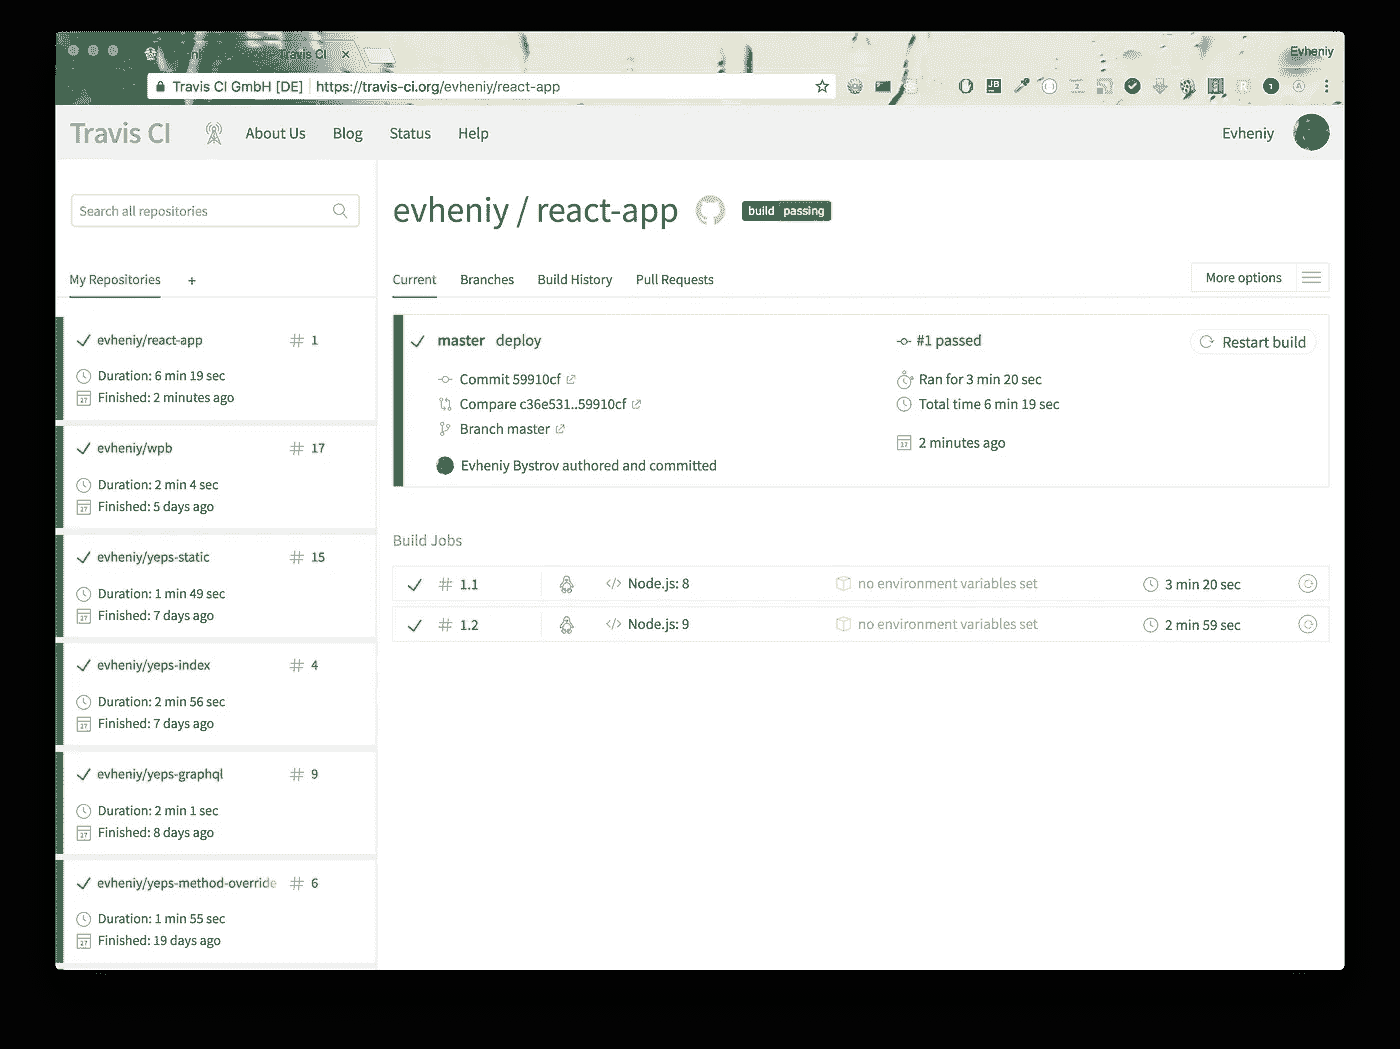 Travis CI
Evheniy
Travis CI GmbH [DE] https://travis-ci.org/evheniy/react-app
Travis CI About Us Blog Status Help Evheniy
Search all repositories
evheniy / react-app build passing
My Repositories +
Current Branches Build History Pull Requests More options
evheniy/react-app # 1
Duration: 6 min 19 sec
Finished: 2 minutes ago
evheniy/wpb # 17
Duration: 2 min 4 sec
Finished: 5 days ago
evheniy/yeps-static # 15
Duration: 1 min 49 sec
Finished: 7 days ago
evheniy/yeps-index # 4
Duration: 2 min 56 sec
Finished: 7 days ago
evheniy/yeps-graphql # 9
Duration: 2 min 1 sec
Finished: 8 days ago
evheniy/yeps-method-override # 6
Duration: 1 min 55 sec
Finished: 19 days ago
master deploy #1 passed Restart build
Commit 59910cf Ran for 3 min 20 sec
Compare c36e531..59910cf Total time 6 min 19 sec
Branch master
2 minutes ago
Evheniy Bystrov authored and committed
Build Jobs
# 1.1 </> Node.js: 8 no environment variables set 3 min 20 sec
# 1.2 </> Node.js: 9 no environment variables set 2 min 59 sec